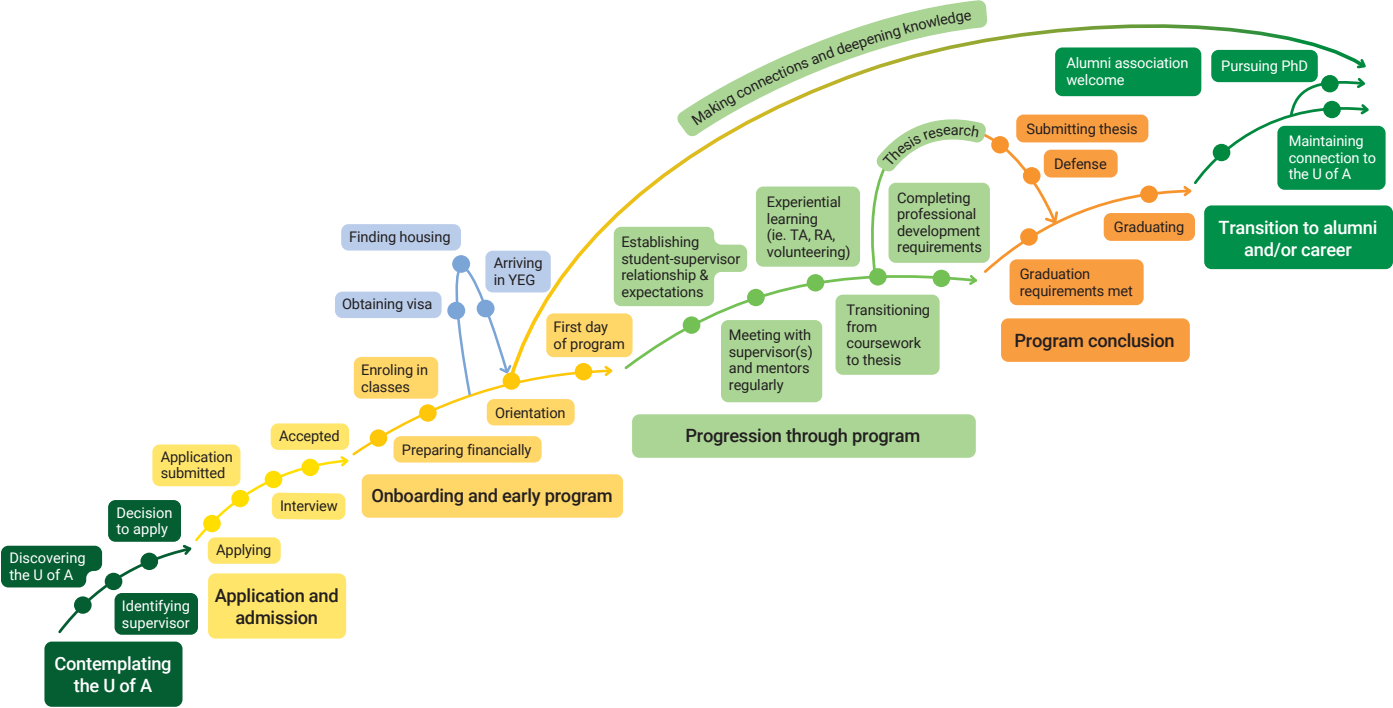 Discovering
the U of A
Identifying
supervisor
Decision
to apply
Contemplating
the U of A
Applying
Application
submitted
Interview
Accepted
Application and
admission
Preparing financially
Enroling in
classes
Obtaining visa
Finding housing
Arriving
in YEG
Orientation
First day
of program
Onboarding and early program
Making connections and deepening knowledge
Establishing
student-supervisor
relationship &
expectations
Meeting with
supervisor(s)
and mentors
regularly
Experiential
learning
(ie. TA, RA,
volunteering)
Transitioning
from
coursework
to thesis
Completing
professional
development
requirements
Progression through program
Thesis research
Submitting thesis
Defense
Graduation
requirements met
Graduating
Program conclusion
Alumni association
welcome
Pursuing PhD
Maintaining
connection to
the U of A
Transition to alumni
and/or career